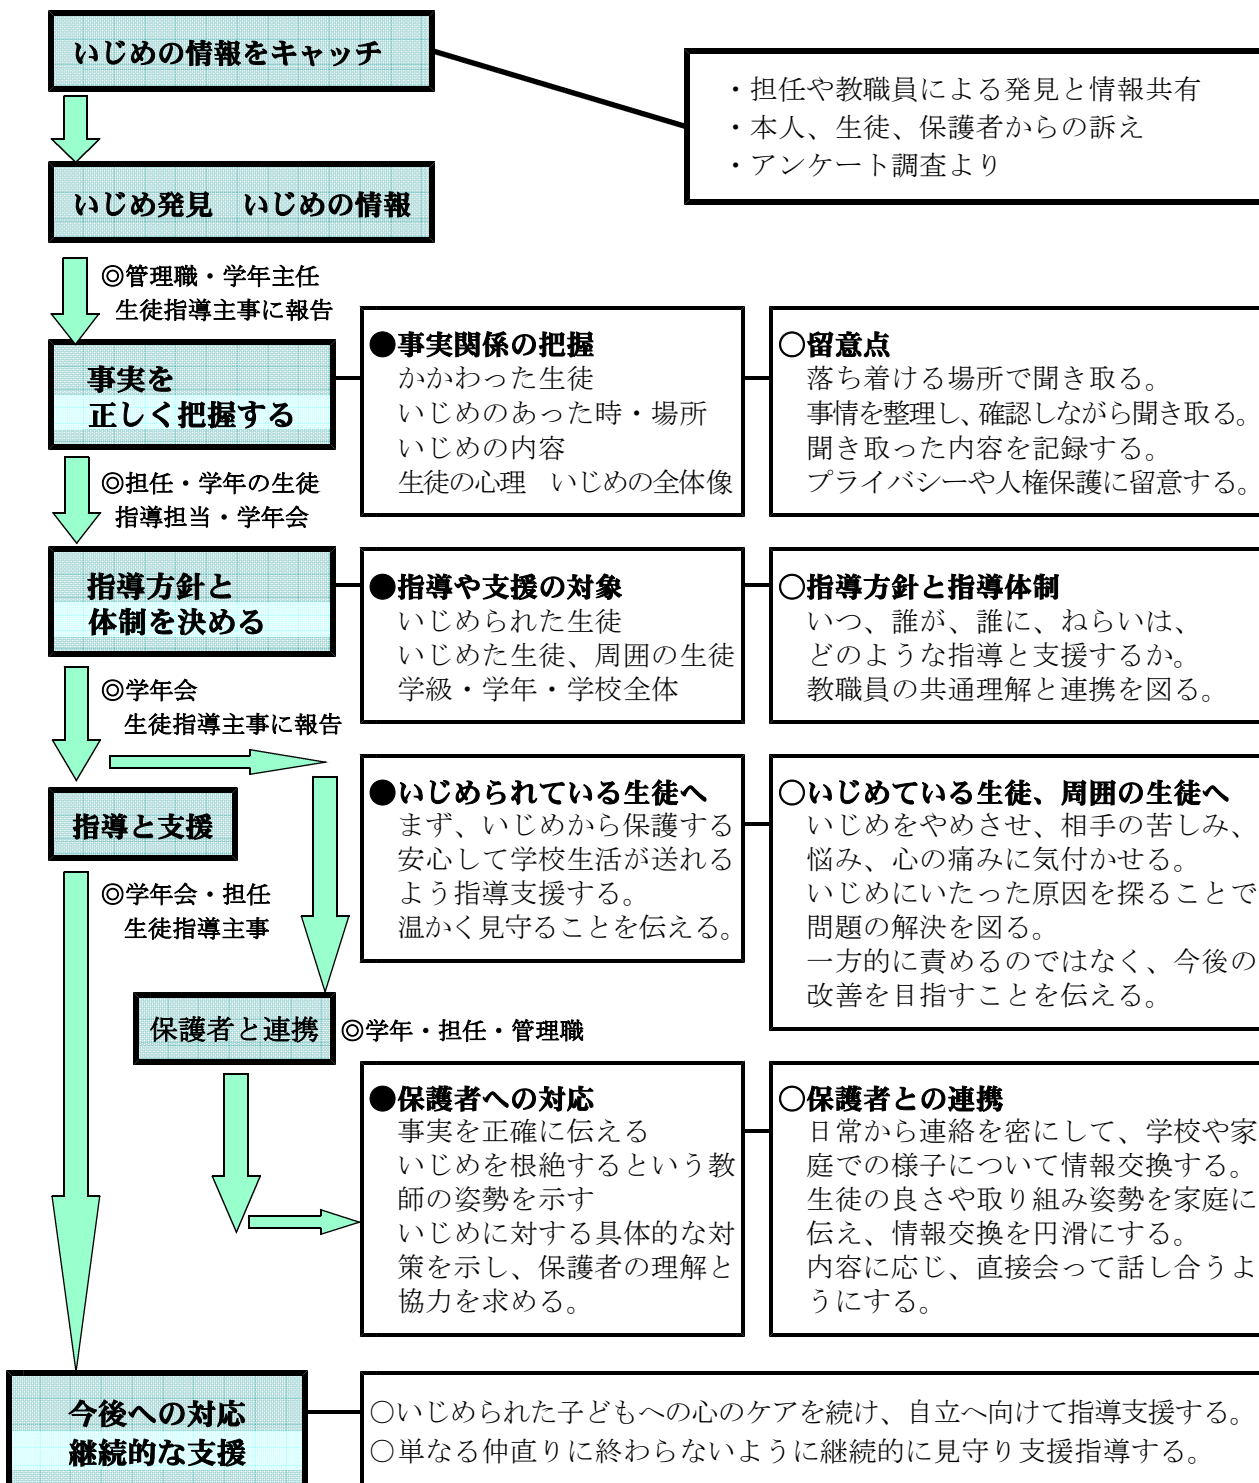 いじめの情報をキャッチ
・担任や教職員による発見と情報共有
・本人、生徒、保護者からの訴え
・アンケート調査より
いじめ発見　いじめの情報
◎管理職・学年主任
生徒指導主事に報告
事実を
正しく把握する
●事実関係の把握
かかわった生徒
いじめのあった時・場所
いじめの内容
生徒の心理　いじめの全体像
○留意点
落ち着ける場所で聞き取る。
事情を整理し、確認しながら聞き取る。
聞き取った内容を記録する。
プライバシーや人権保護に留意する。
◎担任・学年の生徒
指導担当・学年会
指導方針と
体制を決める
●指導や支援の対象
いじめられた生徒
いじめた生徒、周囲の生徒
学級・学年・学校全体
○指導方針と指導体制
いつ、誰が、誰に、ねらいは、
どのような指導と支援するか。
教職員の共通理解と連携を図る。
◎学年会
生徒指導主事に報告
指導と支援
●いじめられている生徒へ
まず、いじめから保護する
安心して学校生活が送れる
よう指導支援する。
温かく見守ることを伝える。
○いじめている生徒、周囲の生徒へ
いじめをやめさせ、相手の苦しみ、
悩み、心の痛みに気付かせる。
いじめにいたった原因を探ることで
問題の解決を図る。
一方的に責めるのではなく、今後の
改善を目指すことを伝える。
◎学年会・担任
生徒指導主事
保護者と連携
◎学年・担任・管理職
●保護者への対応
事実を正確に伝える
いじめを根絶するという教
師の姿勢を示す
いじめに対する具体的な対
策を示し、保護者の理解と
協力を求める。
○保護者との連携
日常から連絡を密にして、学校や家
庭での様子について情報交換する。
生徒の良さや取り組み姿勢を家庭に
伝え、情報交換を円滑にする。
内容に応じ、直接会って話し合うよ
うにする。
今後への対応
継続的な支援
○いじめられた子どもへの心のケアを続け、自立へ向けて指導支援する。
○単なる仲直りに終わらないように継続的に見守り支援指導する。